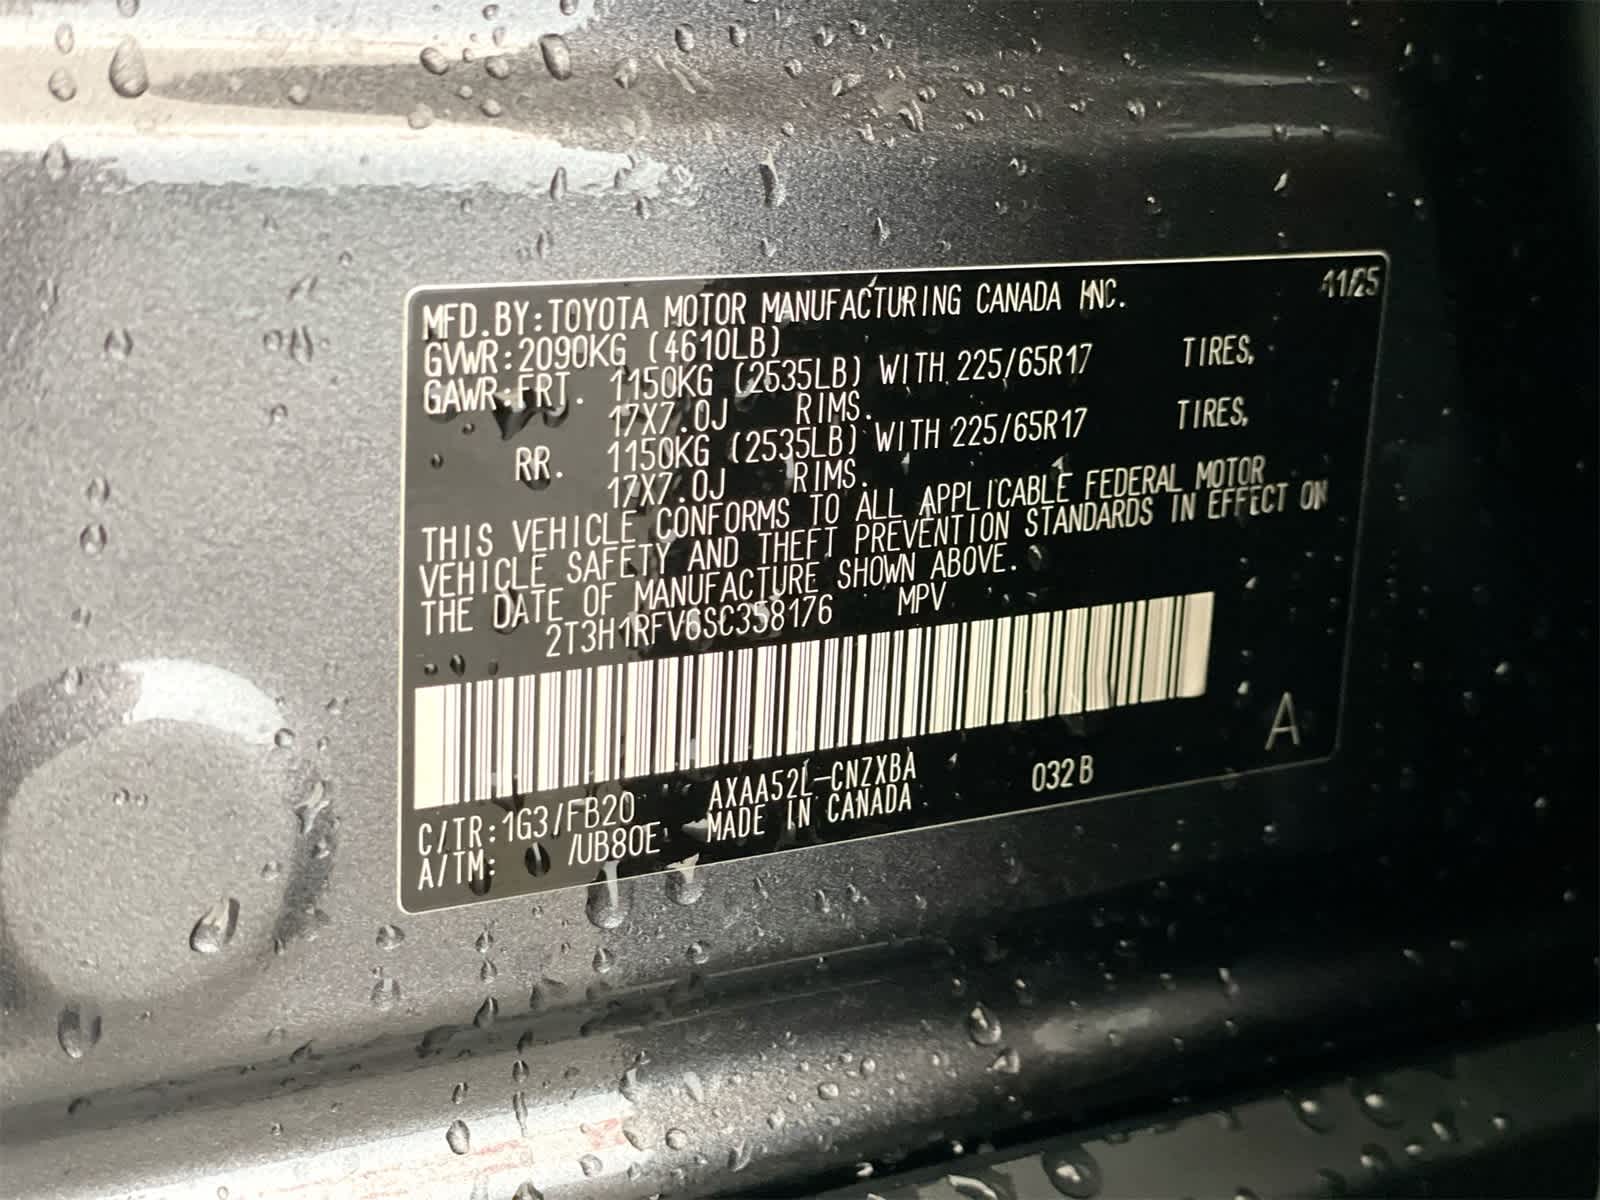 11/25
MFD.BY:TOYOTA MOTOR MANUFACTURING CANADA INC.
GVWR:2090KG (4610LB)
GAWR:FRT. 1150KG (2535LB) WITH 225/65R17 TIRES,
17X7.0J RIMS.
RR. 1150KG (2535LB) WITH 225/65R17 TIRES,
17X7.0J RIMS.
THIS VEHICLE CONFORMS TO ALL APPLICABLE FEDERAL MOTOR
VEHICLE SAFETY AND THEFT PREVENTION STANDARDS IN EFFECT ON
THE DATE OF MANUFACTURE SHOWN ABOVE.
2T3H1RFV6SC358176 MPV
A
C/TR:1G3/FB20 AXAA52L-CNZXBA 032B
A/TM: /UB80E MADE IN CANADA